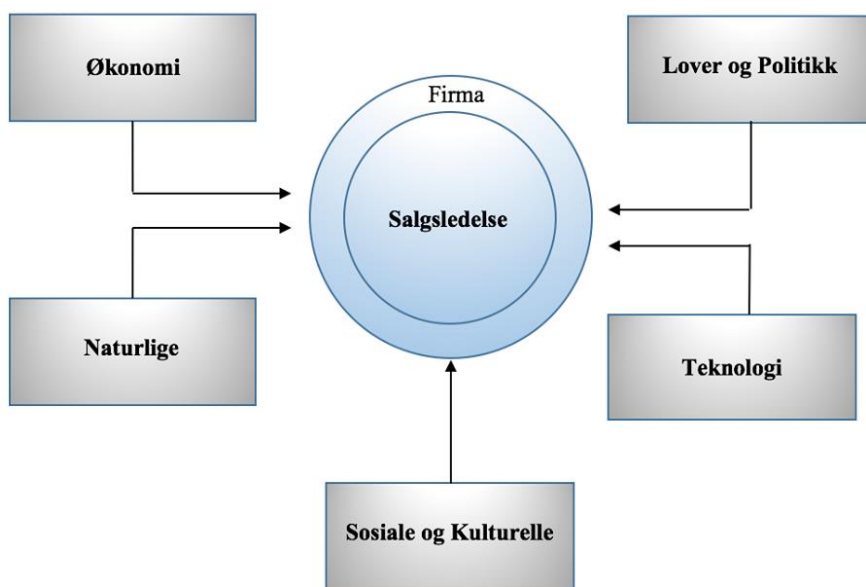 Økonomi
Lover og Politikk
Firma
Salgsledelse
Naturlige
Teknologi
Sosiale og Kulturelle